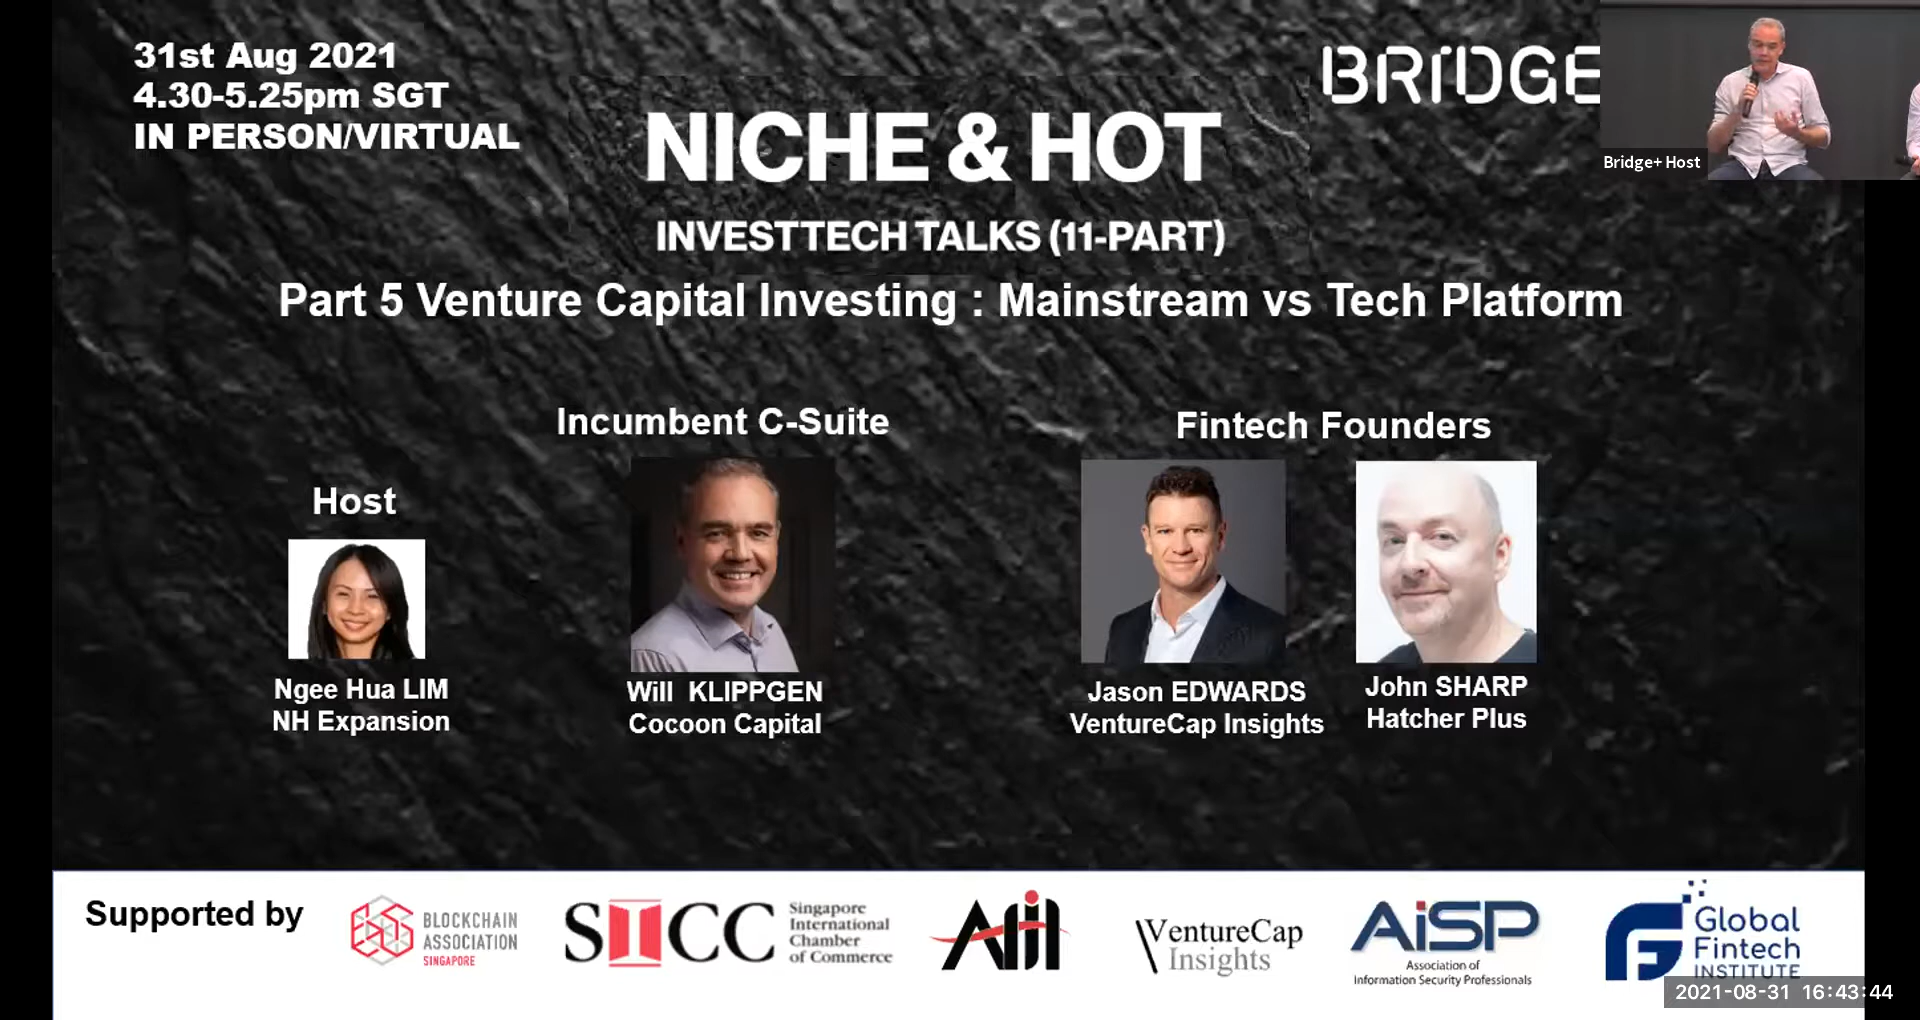 31st Aug 2021
4.30-5.25pm SGT
IN PERSON/VIRTUAL
BRIDGE
Bridge+ Host
NICHE & HOT
INVESTTECH TALKS (11-PART)
Part 5 Venture Capital Investing : Mainstream vs Tech Platform
Incumbent C-Suite
Fintech Founders
Host
Ngee Hua LIM
NH Expansion
Will KLIPPGEN
Cocoon Capital
Jason EDWARDS
VentureCap Insights
John SHARP
Hatcher Plus
Supported by
BLOCKCHAIN
ASSOCIATION
SINGAPORE
SICC
Singapore
International
Chamber
of Commerce
VentureCap
Insights
AiSP
Association of
Information Security Professionals
Global
Fintech
INSTITUTE
2021-08-31 16:43:44